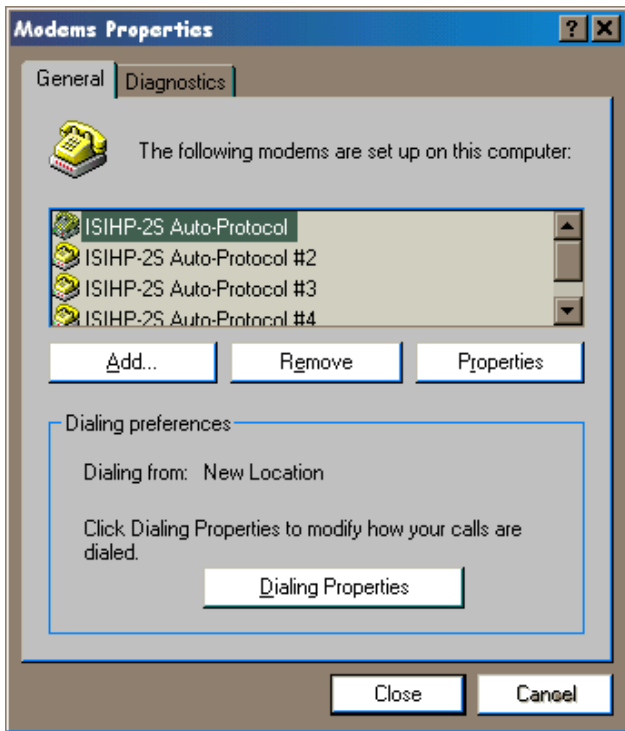 Modems Properties
General
Diagnostics
The following modems are set up on this computer:
ISIHP-2S Auto-Protocol
ISIHP-2S Auto-Protocol #2
ISIHP-2S Auto-Protocol #3
ISIHP-2S Auto-Protocol #4
Add...
Remove
Properties
Dialing preferences
Dialing from: New Location
Click Dialing Properties to modify how your calls are
dialed.
Dialing Properties
Close
Cancel